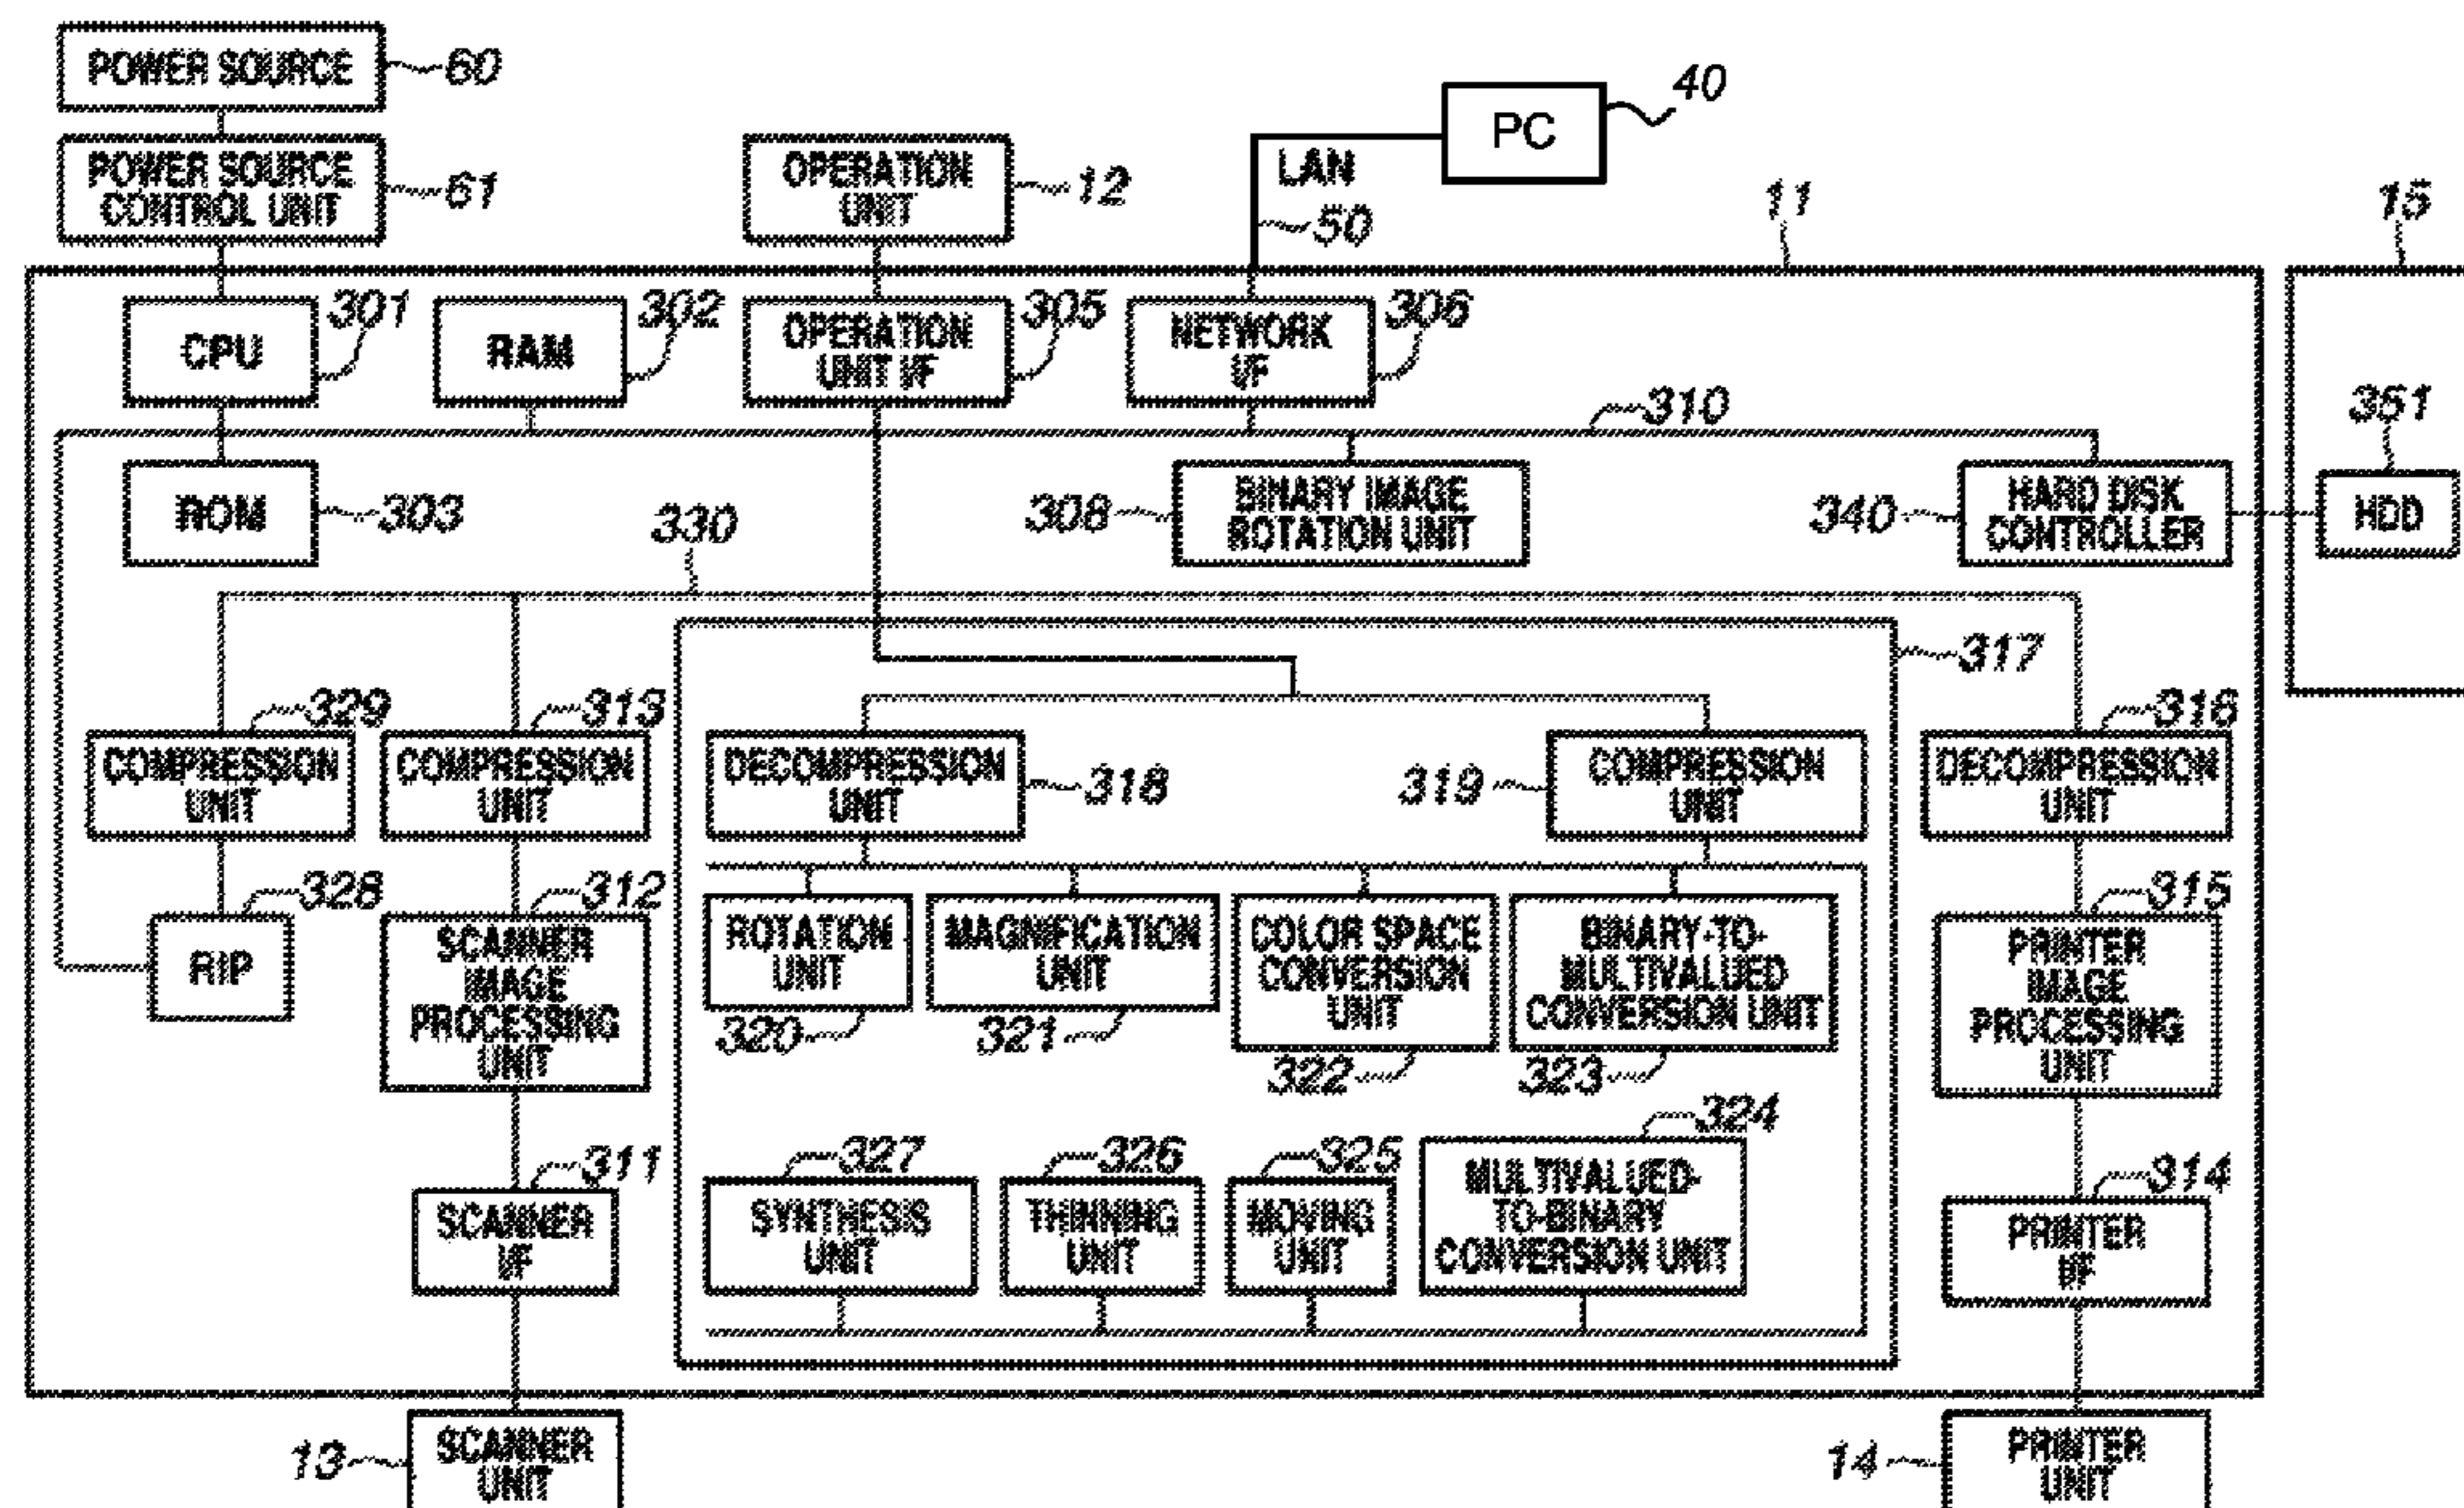 POWER SOURCE
60
POWER SOURCE
CONTROL UNIT
61
OPERATION
UNIT
12
LAN
50
PC
40
11
15
CPU
301
RAM
302
OPERATION
UNIT I/F
305
NETWORK
I/F
306
310
ROM
303
330
308
BINARY IMAGE
ROTATION UNIT
340
HARD DISK
CONTROLLER
351
HDD
317
329
COMPRESSION
UNIT
313
COMPRESSION
UNIT
DECOMPRESSION
UNIT
318
319
COMPRESSION
UNIT
316
DECOMPRESSION
UNIT
328
RIP
312
SCANNER
IMAGE
PROCESSING
UNIT
ROTATION
UNIT
320
MAGNIFICATION
UNIT
321
COLOR SPACE
CONVERSION
UNIT
322
BINARY-TO-
MULTIVALUED
CONVERSION UNIT
323
315
PRINTER
IMAGE
PROCESSING
UNIT
311
SCANNER
I/F
327
SYNTHESIS
UNIT
326
THINNING
UNIT
325
MOVING
UNIT
324
MULTIVALUED-
TO-BINARY
CONVERSION UNIT
314
PRINTER
I/F
13
SCANNER
UNIT
14
PRINTER
UNIT